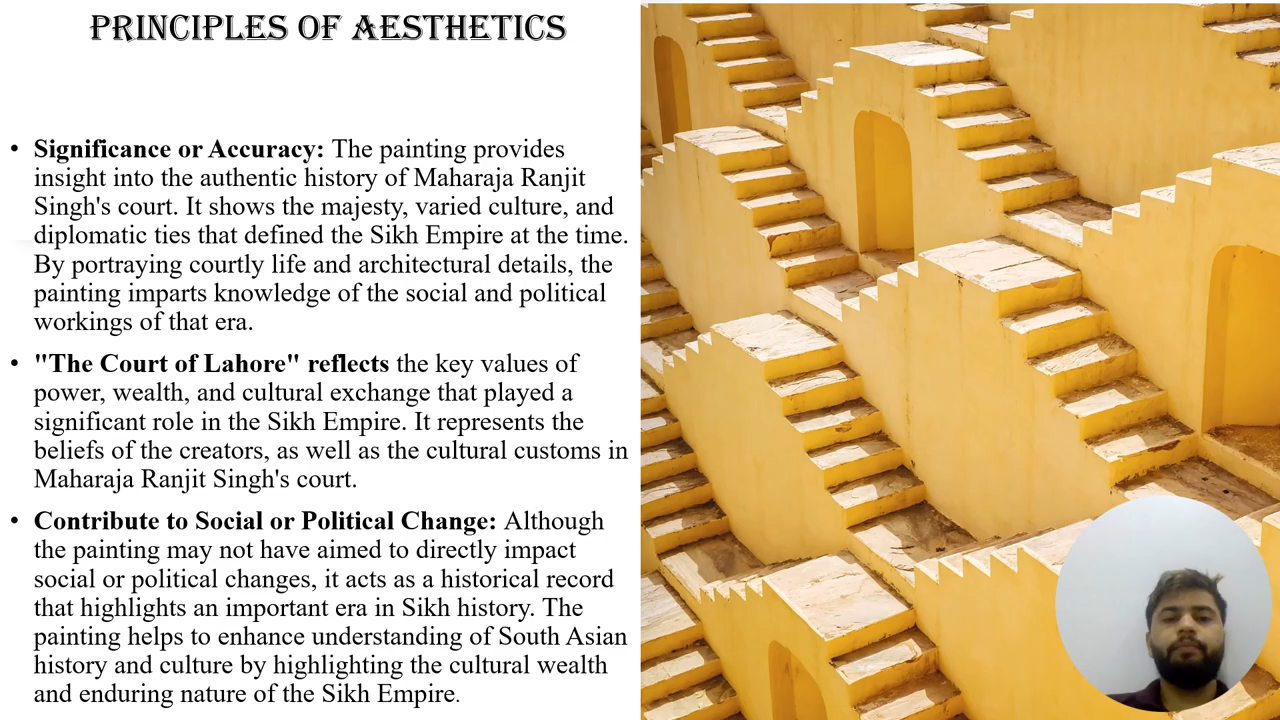 PRINCIPLES OF AESTHETICS
• Significance or Accuracy: The painting provides
insight into the authentic history of Maharaja Ranjit
Singh's court. It shows the majesty, varied culture, and
diplomatic ties that defined the Sikh Empire at the time.
By portraying courtly life and architectural details, the
painting imparts knowledge of the social and political
workings of that era.
• "The Court of Lahore" reflects the key values of
power, wealth, and cultural exchange that played a
significant role in the Sikh Empire. It represents the
beliefs of the creators, as well as the cultural customs in
Maharaja Ranjit Singh's court.
• Contribute to Social or Political Change: Although
the painting may not have aimed to directly impact
social or political changes, it acts as a historical record
that highlights an important era in Sikh history. The
painting helps to enhance understanding of South Asian
history and culture by highlighting the cultural wealth
and enduring nature of the Sikh Empire.